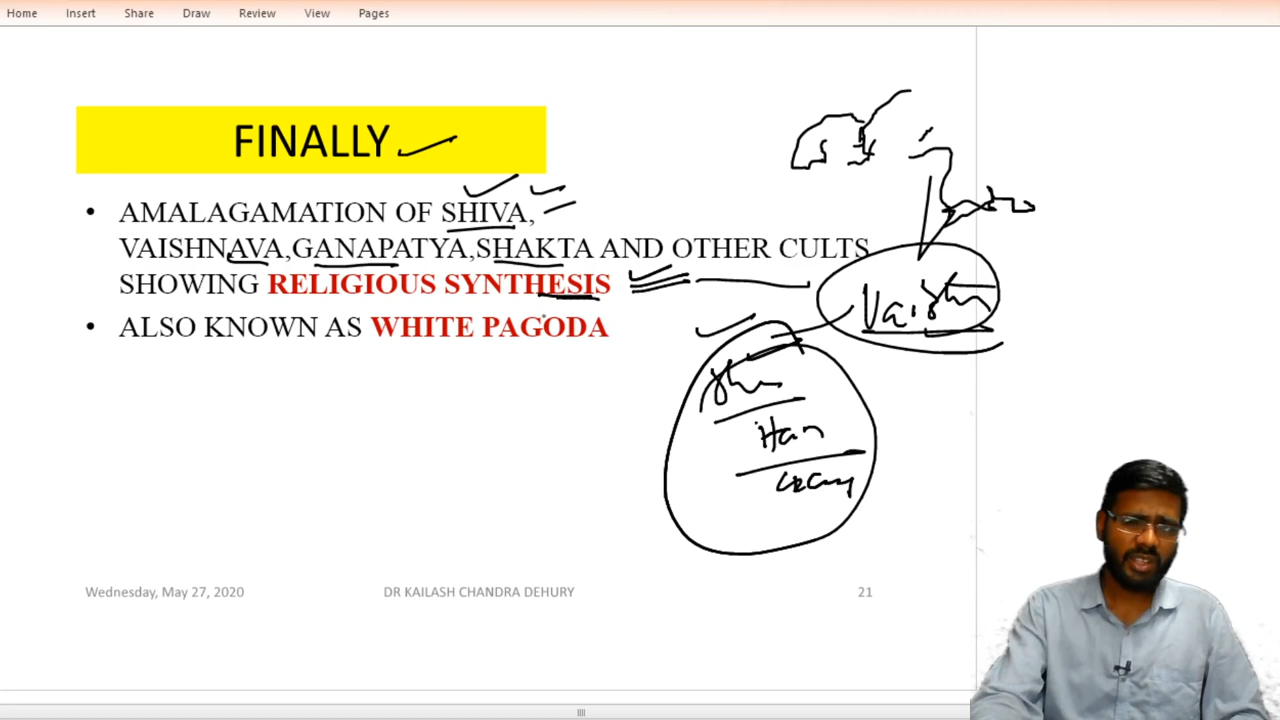 Home Insert Share Draw Review View Pages
FINALLY
• AMALAGAMATION OF SHIVA,
VAISHNAVA,GANAPATYA,SHAKTA AND OTHER CULTS
SHOWING RELIGIOUS SYNTHESIS
• ALSO KNOWN AS WHITE PAGODA
Vaishn
Wednesday, May 27, 2020 DR KAILASH CHANDRA DEHURY 21